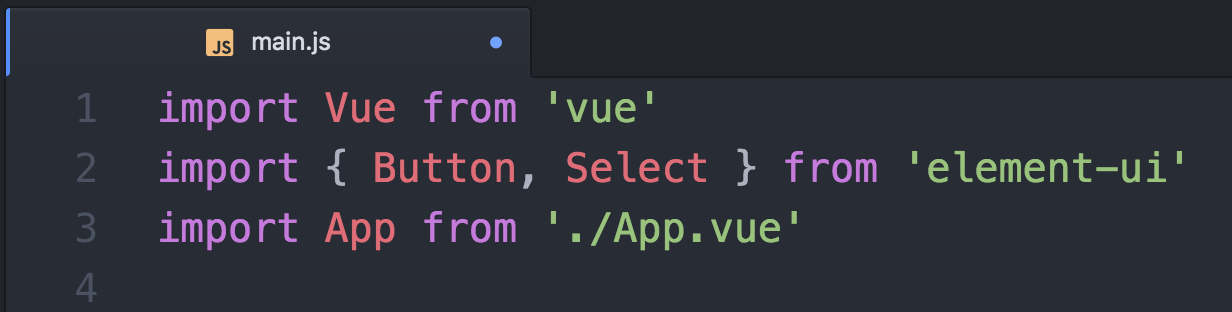 JS main.js
1 import Vue from 'vue'
2 import { Button, Select } from 'element-ui'
3 import App from './App.vue'
4